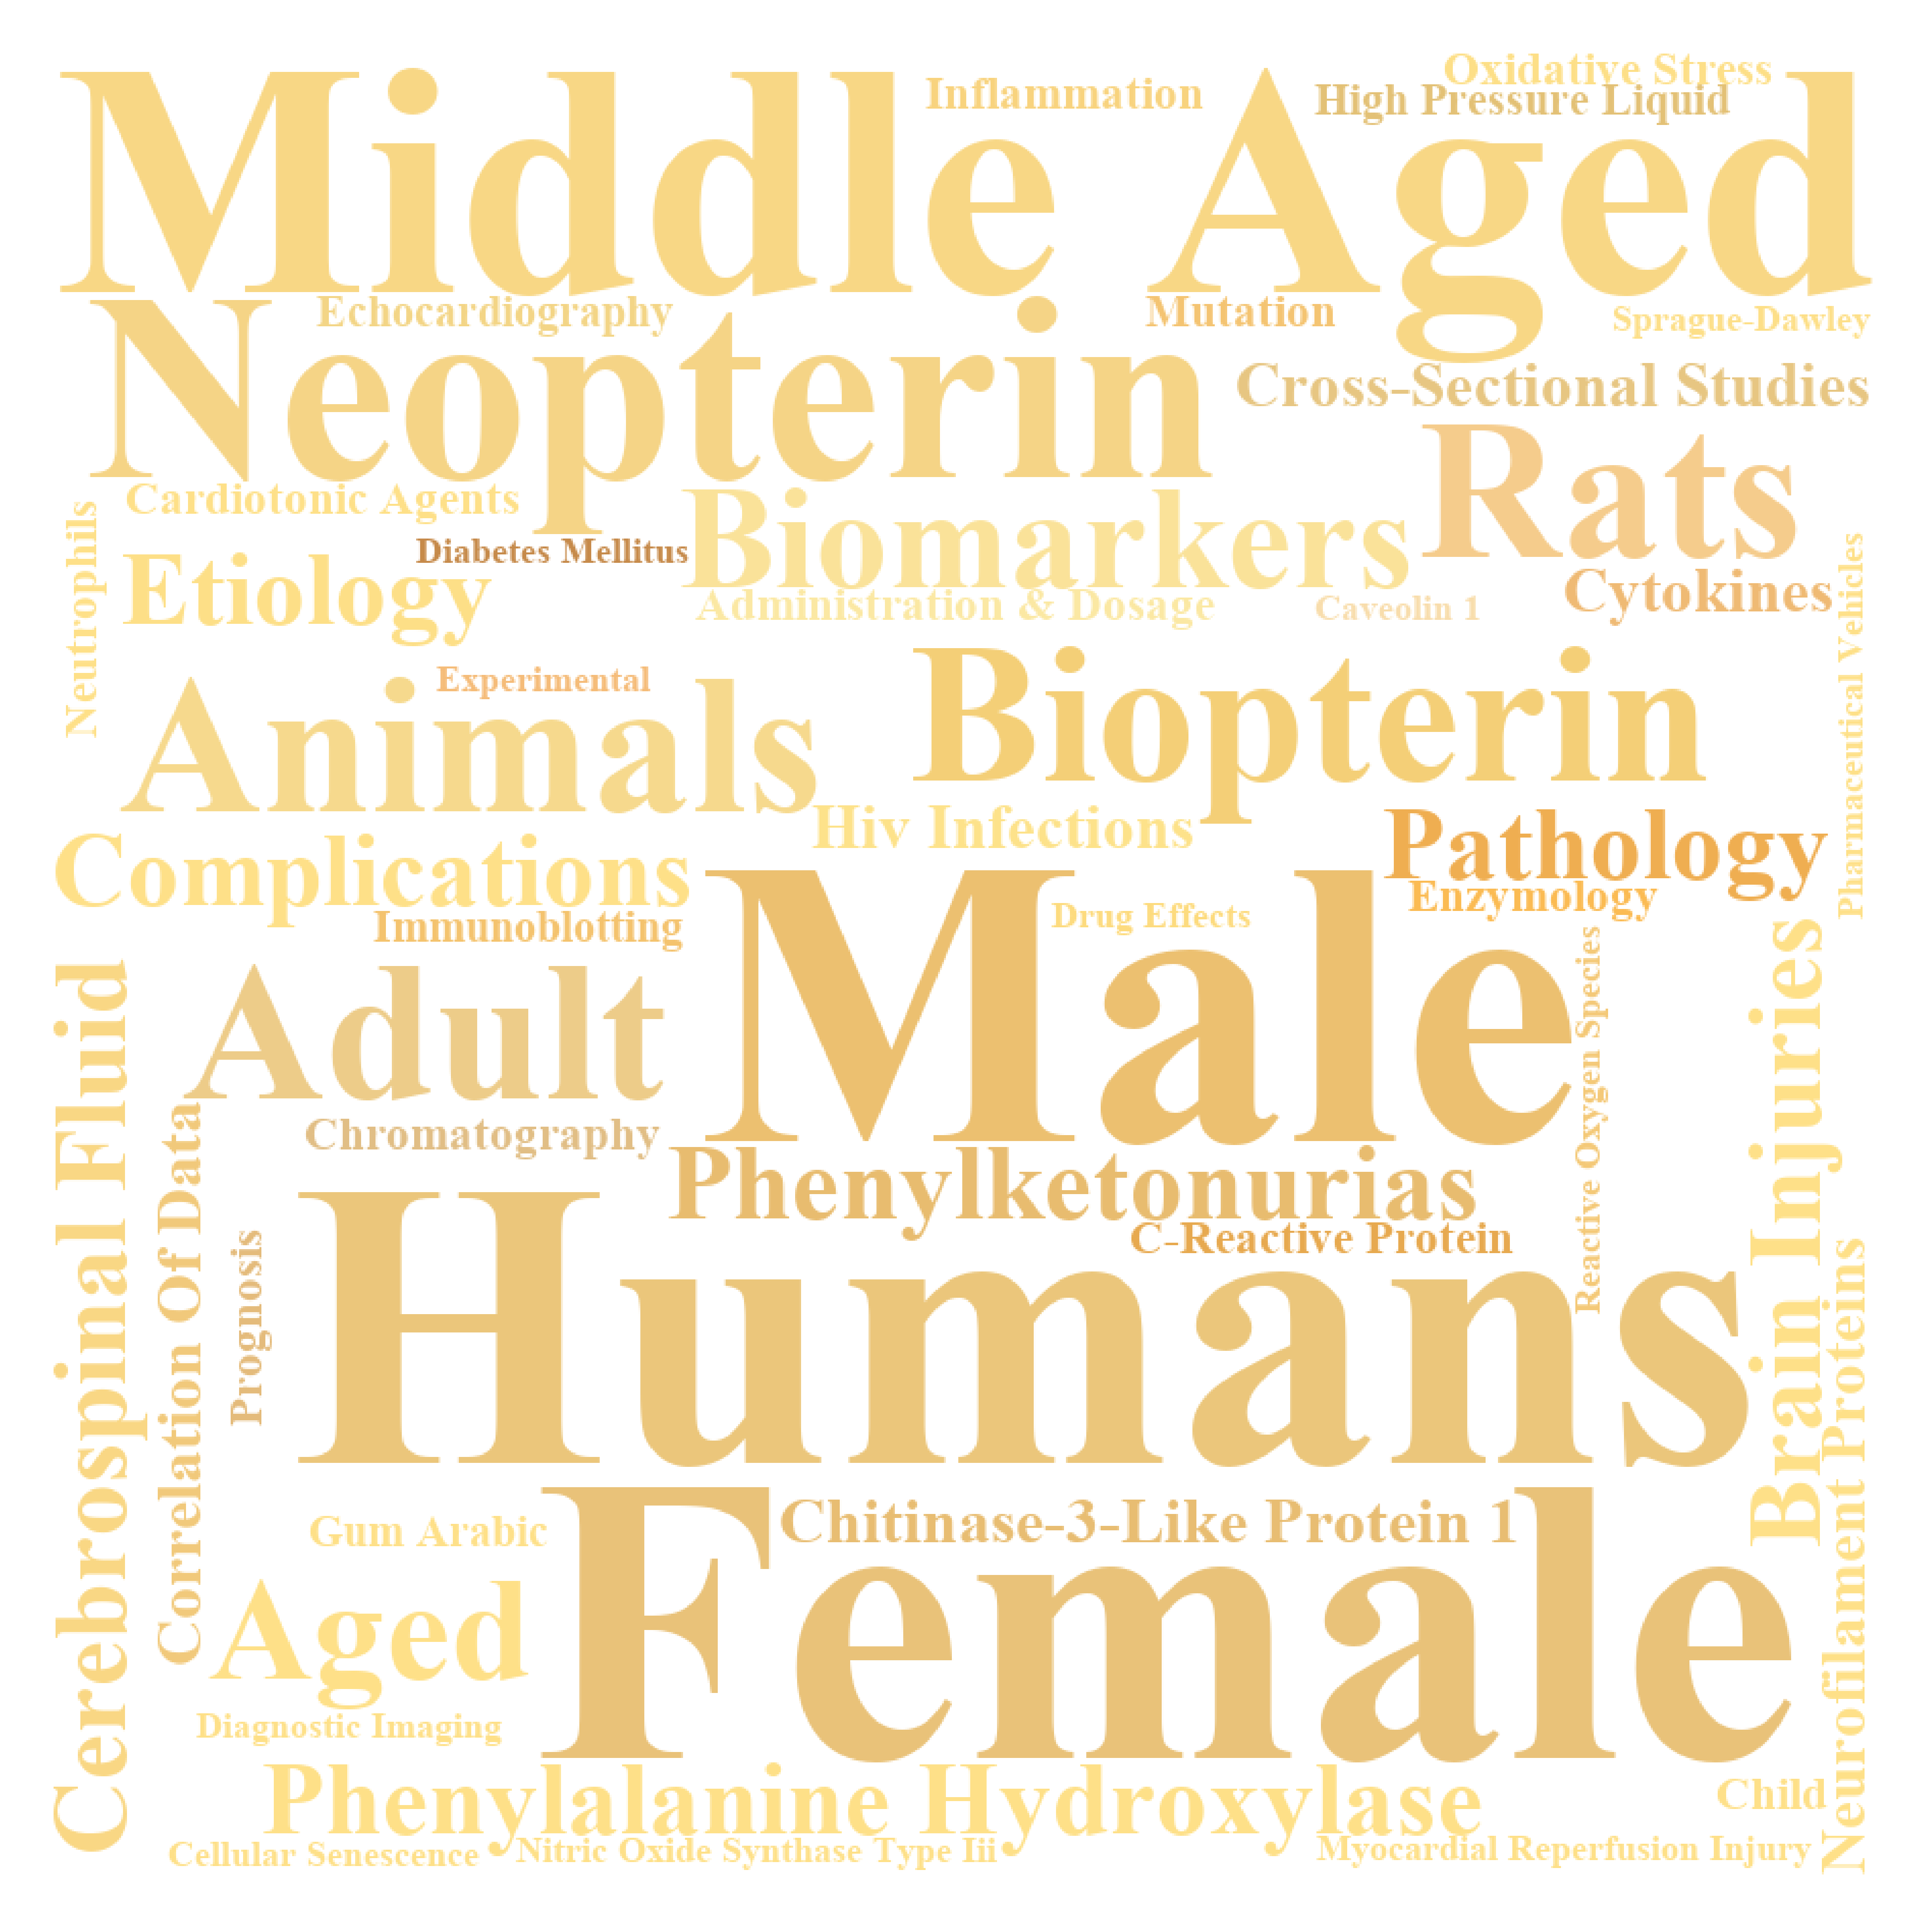 Oxidative Stress
Inflammation
High Pressure Liquid
Middle Aged
Echocardiography
Mutation
Sprague-Dawley
Neopterin
Cross-Sectional Studies
Rats
Cardiotonic Agents
Biomarkers
Neutrophils
Diabetes Mellitus
Etiology
Cytokines
Administration & Dosage
Caveolin 1
Pharmaceutical Vehicles
Experimental
Animals
Biopterin
Hiv Infections
Pathology
Complications
Enzymology
Immunoblotting
Drug Effects
Male
Adult
Reactive Oxygen Species
Brain Injuries
Cerebrospinal Fluid
Chromatography
Correlation Of Data
Phenylketonurias
C-Reactive Protein
Prognosis
Humans
Neurofilament Proteins
Chitinase-3-Like Protein 1
Gum Arabic
Female
Aged
Diagnostic Imaging
Phenylalanine Hydroxylase
Child
Cellular Senescence
Nitric Oxide Synthase Type Iii
Myocardial Reperfusion Injury